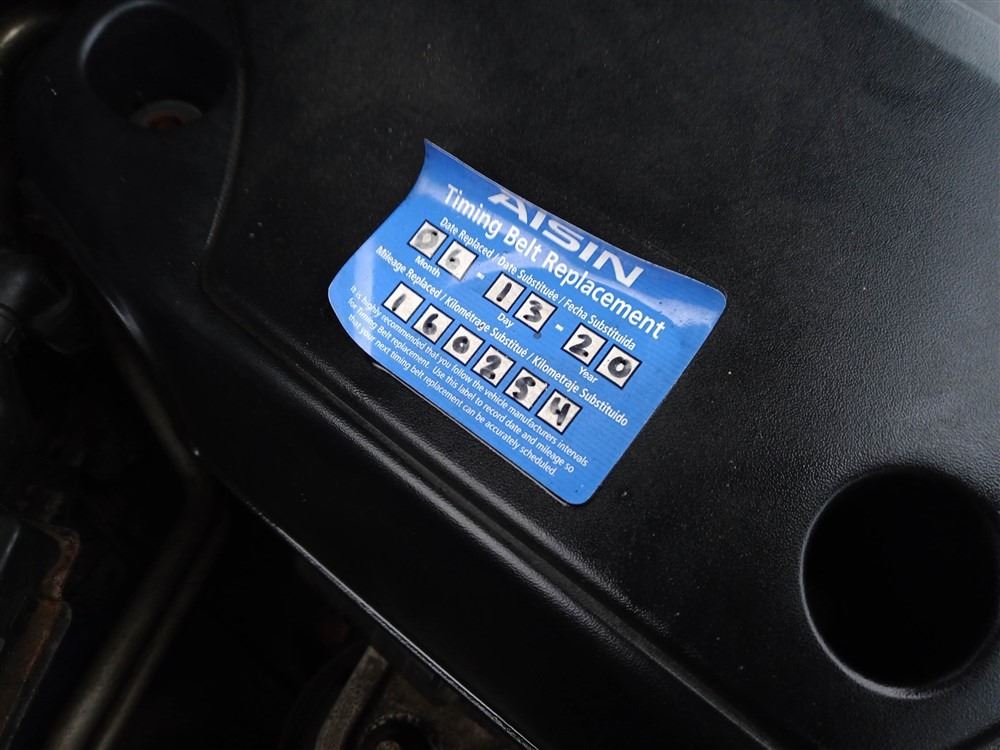 AISIN
Timing Belt Replacement
Date Replaced / Date Substituée / Fecha Substituida
06-13-20
Month Day Year
Mileage Replaced / Kilométrage Substitué / Kilometraje Substituido
160254
It is highly recommended that you follow the vehicle manufacturers intervals
for Timing Belt replacement. Use this label to record date and mileage so
that your next timing belt replacement can be accurately scheduled.